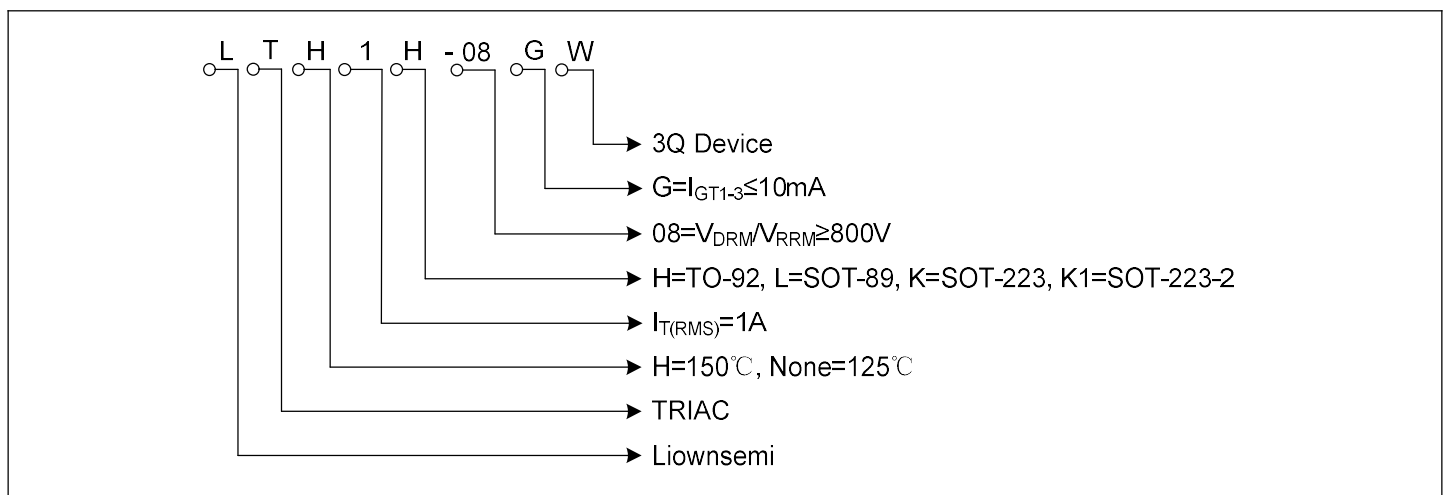 L T H 1 H - 08 G W
3Q Device
G=IGT1-3≤10mA
08=VDRM/VRRM≥800V
H=TO-92, L=SOT-89, K=SOT-223, K1=SOT-223-2
IT(RMS)=1A
H=150℃, None=125℃
TRIAC
Liownsemi